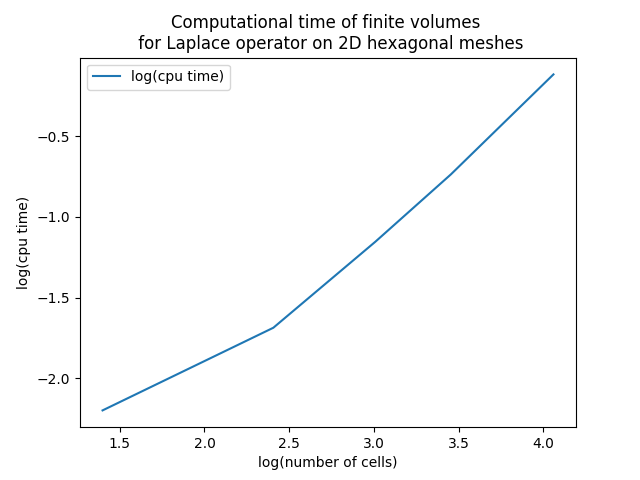 Computational time of finite volumes
for Laplace operator on 2D hexagonal meshes
log(cpu time)
log(cpu time)
−0.5
−1.0
−1.5
−2.0
1.5 2.0 2.5 3.0 3.5 4.0
log(number of cells)